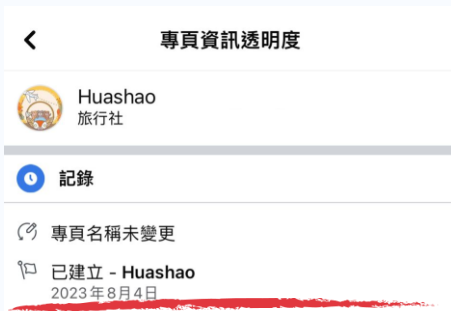 專頁資訊透明度
Huashao
旅行社
記錄
專頁名稱未變更
已建立 - Huashao
2023年8月4日